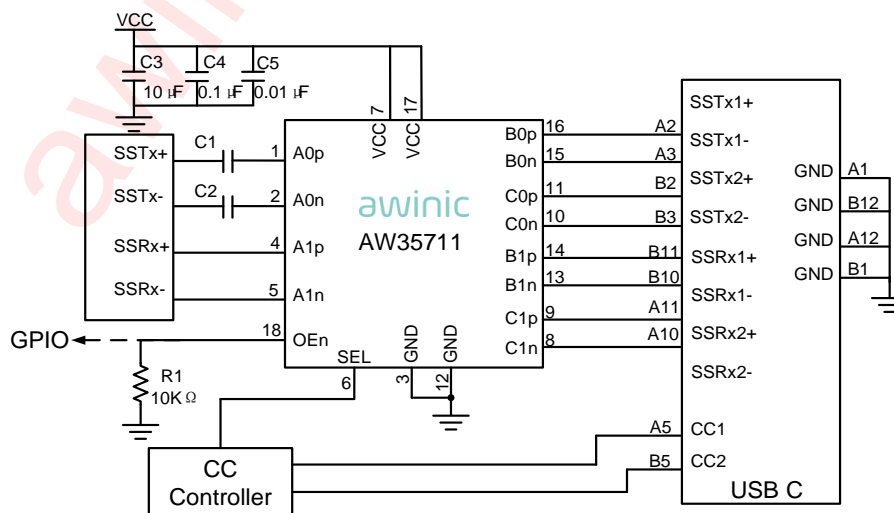 VCC
C3
C4
C5
10 µF
0.1 µF
0.01 µF
7
17
VCC
VCC
SSTx+
C1
1
A0p
SSTx-
C2
2
A0n
SSRx+
4
A1p
SSRx-
5
A1n
GPIO
18
OEn
R1
10KΩ
SEL
6
GND
3
GND
12
awinic
AW35711
B0p
16
A2
B0n
15
A3
C0p
11
B2
C0n
10
B3
B1p
14
B11
B1n
13
B10
C1p
9
A11
C1n
8
A10
SSTx1+
SSTx1-
SSTx2+
SSTx2-
SSRx1+
SSRx1-
SSRx2+
SSRx2-
GND
A1
GND
B12
GND
A12
GND
B1
A5
CC1
B5
CC2
USB C
CC
Controller
awin